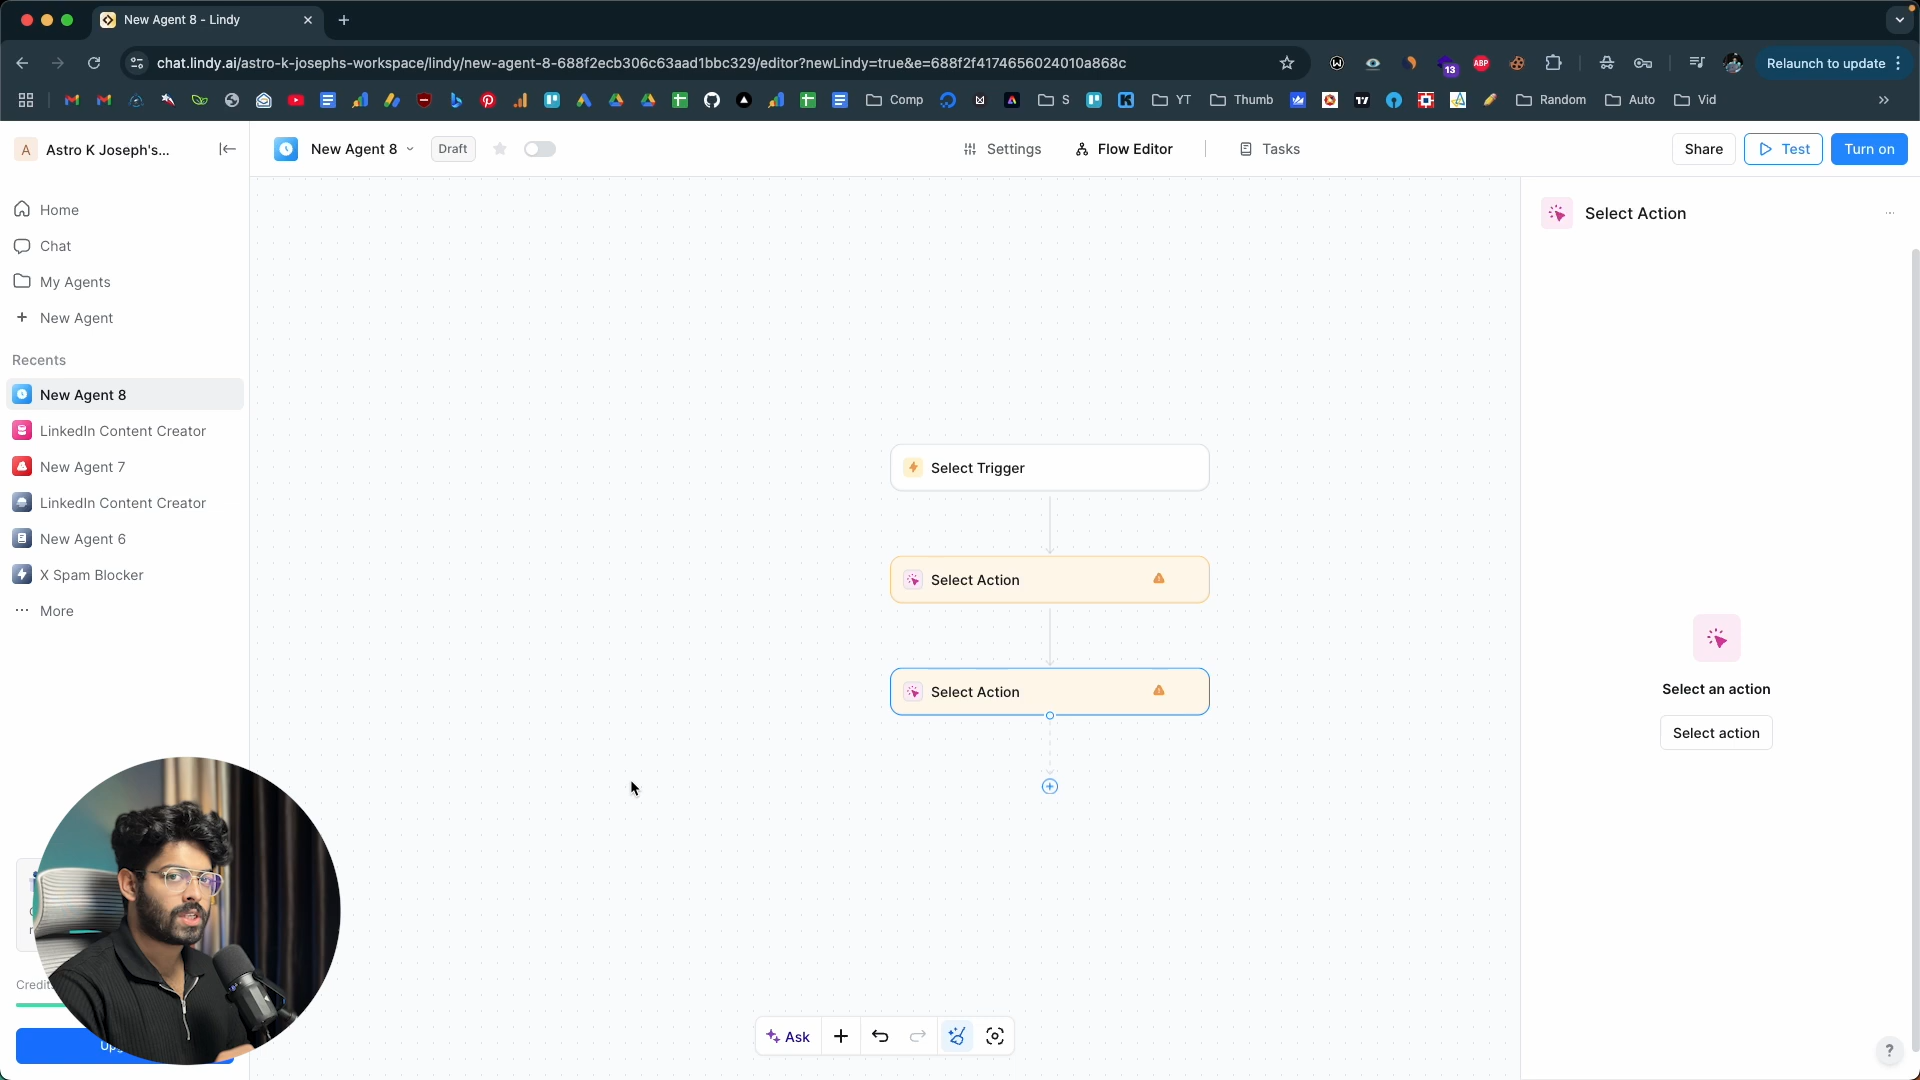 New Agent 8 - Lindy
chat.lindy.ai/astro-k-josephs-workspace/lindy/new-agent-8-688f2ecb306c63aad1bbc329/editor?newLindy=true&e=688f2f4174656024010a868c
13
ABP
Relaunch to update
Comp
S
YT
Thumb
Random
Auto
Vid
A
Astro K Joseph's...
New Agent 8
Draft
Settings
Flow Editor
Tasks
Share
Test
Turn on
Home
Chat
My Agents
New Agent
Recents
New Agent 8
LinkedIn Content Creator
New Agent 7
LinkedIn Content Creator
New Agent 6
X Spam Blocker
More
Select Trigger
Select Action
Select Action
Select Action
Select an action
Select action
Ask
?